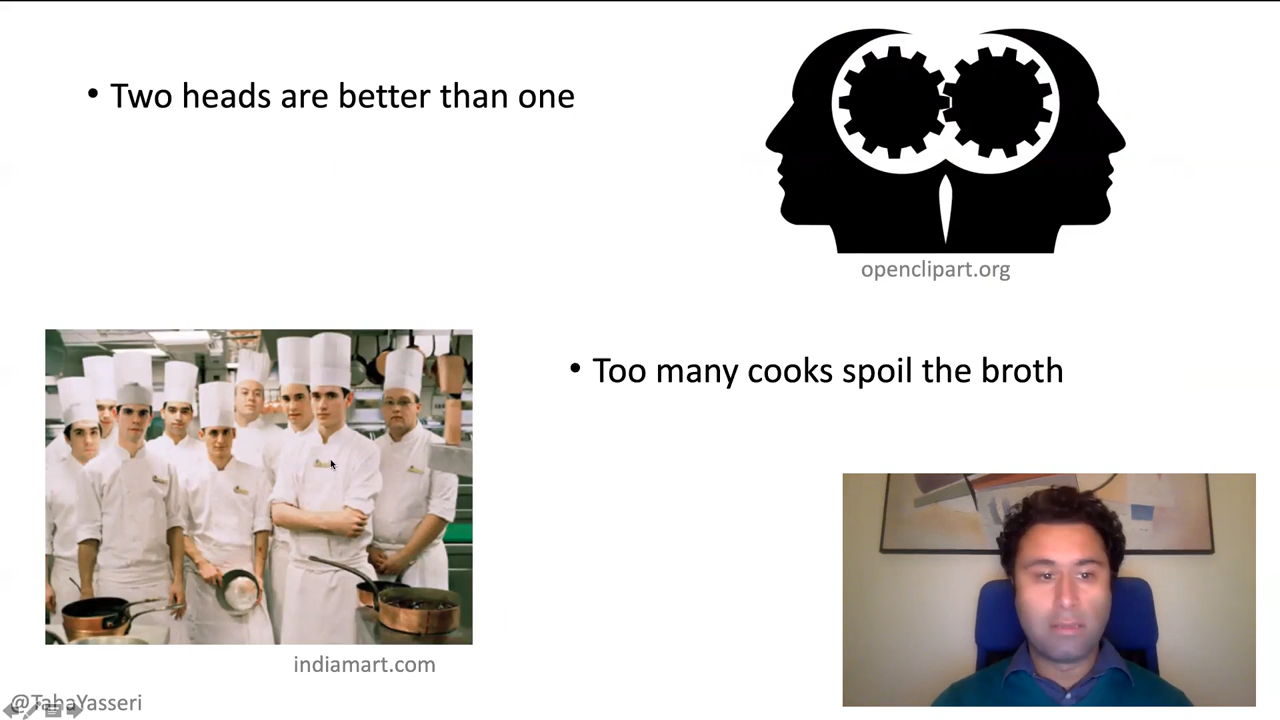 • Two heads are better than one
openclipart.org
• Too many cooks spoil the broth
indiamart.com
@TahaYasseri